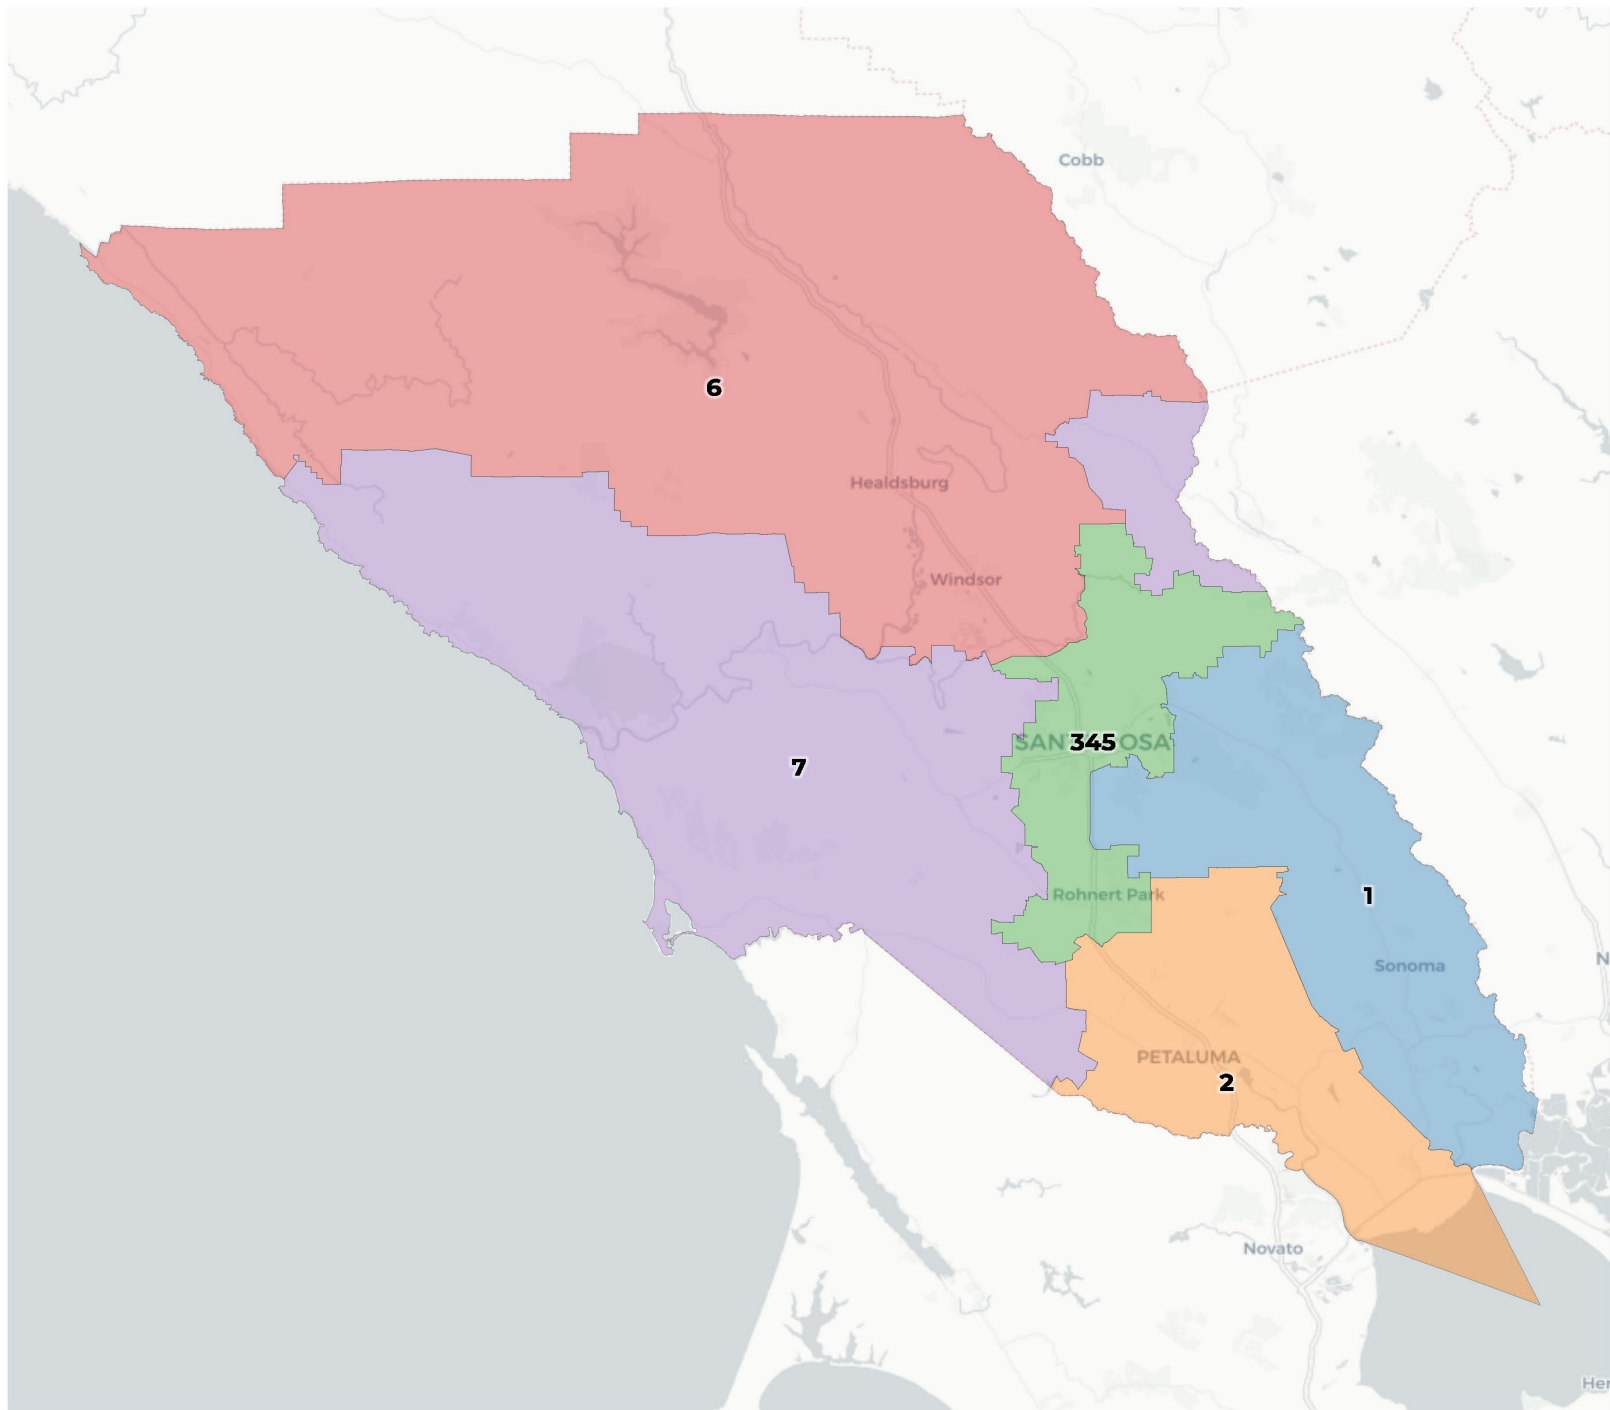 Cobb
6
Healdsburg
Windsor
SAN
345
OSA
7
Rohnert Park
1
Sonoma
PETALUMA
2
Novato